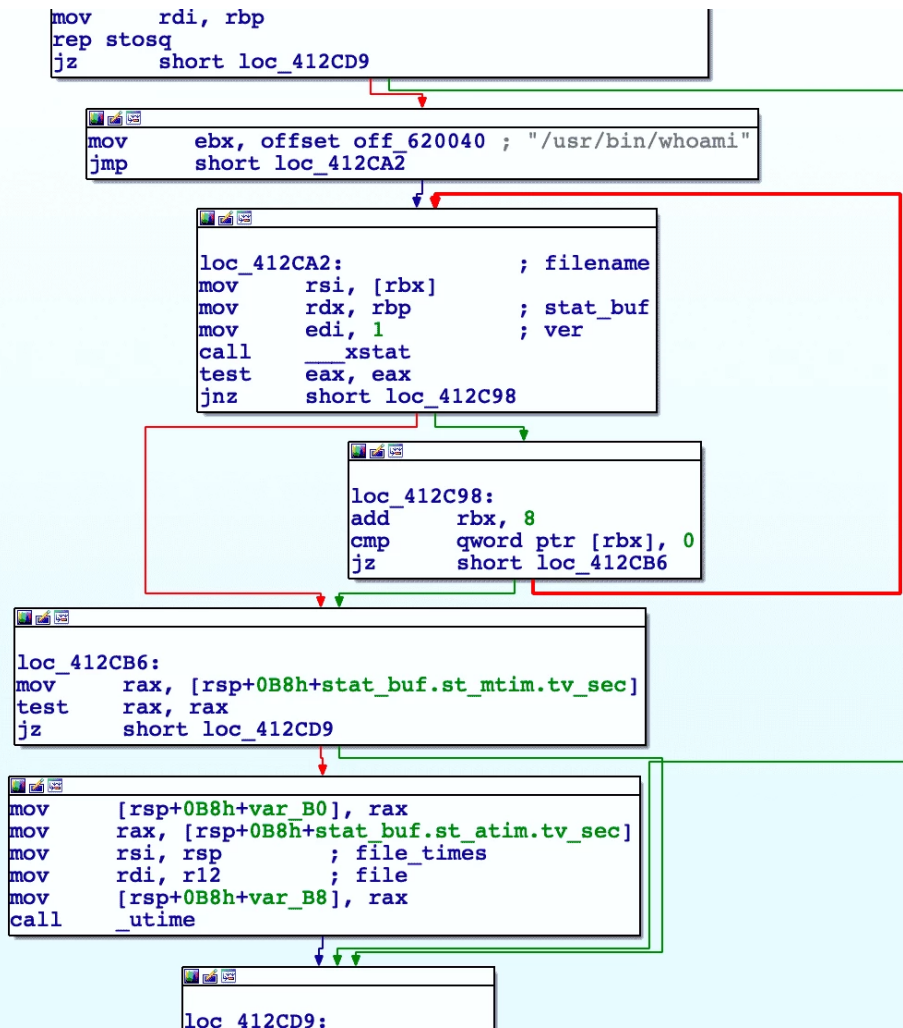 mov rdi, rbp
rep stosq
jz short loc_412CD9
mov ebx, offset off_620040 ; "/usr/bin/whoami"
jmp short loc_412CA2
loc_412CA2: ; filename
mov rsi, [rbx]
mov rdx, rbp ; stat_buf
mov edi, 1 ; ver
call ___xstat
test eax, eax
jnz short loc_412C98
loc_412C98:
add rbx, 8
cmp qword ptr [rbx], 0
jz short loc_412CB6
loc_412CB6:
mov rax, [rsp+0B8h+stat_buf.st_mtim.tv_sec]
test rax, rax
jz short loc_412CD9
mov [rsp+0B8h+var_B0], rax
mov rax, [rsp+0B8h+stat_buf.st_atim.tv_sec]
mov rsi, rsp ; file_times
mov rdi, r12 ; file
mov [rsp+0B8h+var_B8], rax
call _utime
loc_412CD9: